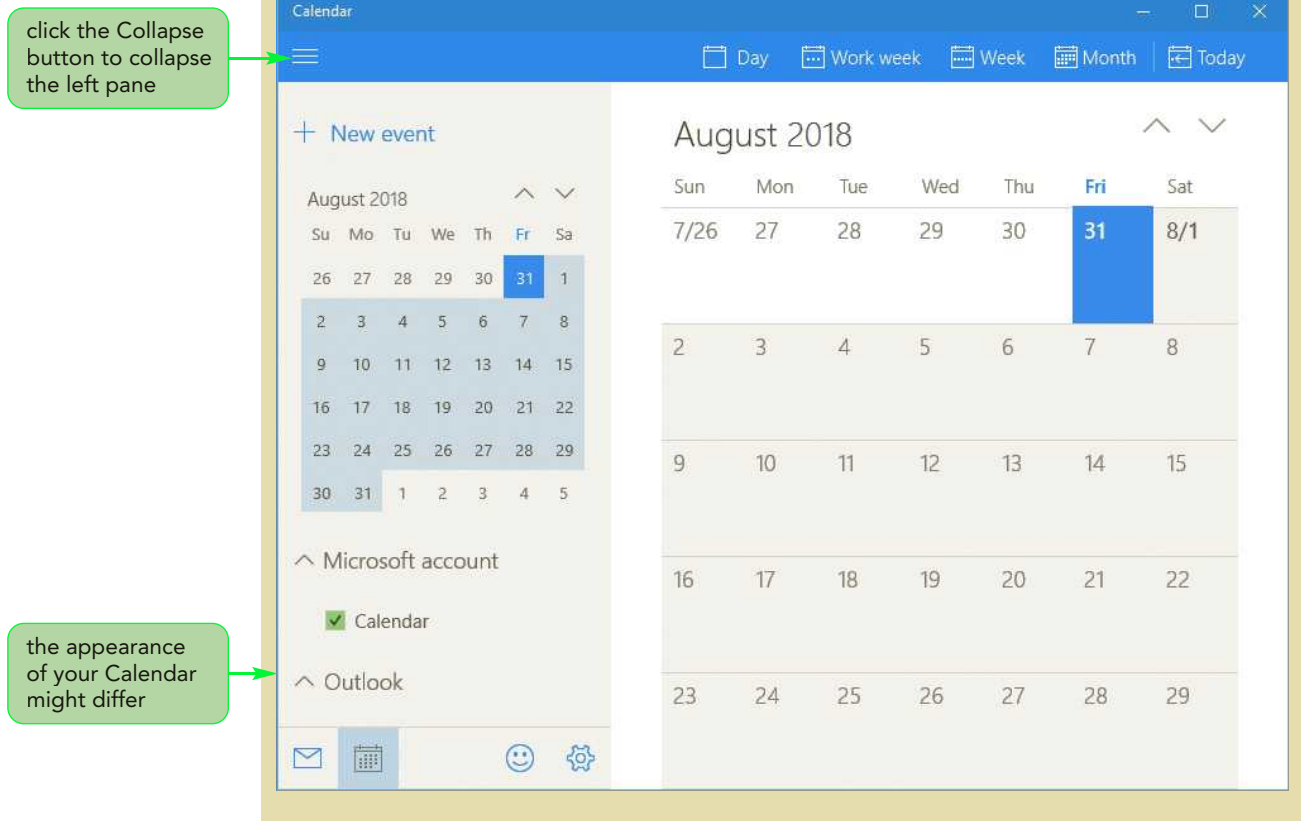 click the Collapse
button to collapse
the left pane
Calendar
Day Work week Week Month Today
New event
August 2018
Su Mo Tu We Th Fr Sa
26 27 28 29 30 31 1
2 3 4 5 6 7 8
9 10 11 12 13 14 15
16 17 18 19 20 21 22
23 24 25 26 27 28 29
30 31 1 2 3 4 5
Microsoft account
Calendar
Outlook
August 2018
Sun Mon Tue Wed Thu Fri Sat
7/26 27 28 29 30 31 8/1
2 3 4 5 6 7 8
9 10 11 12 13 14 15
16 17 18 19 20 21 22
23 24 25 26 27 28 29
the appearance
of your Calendar
might differ